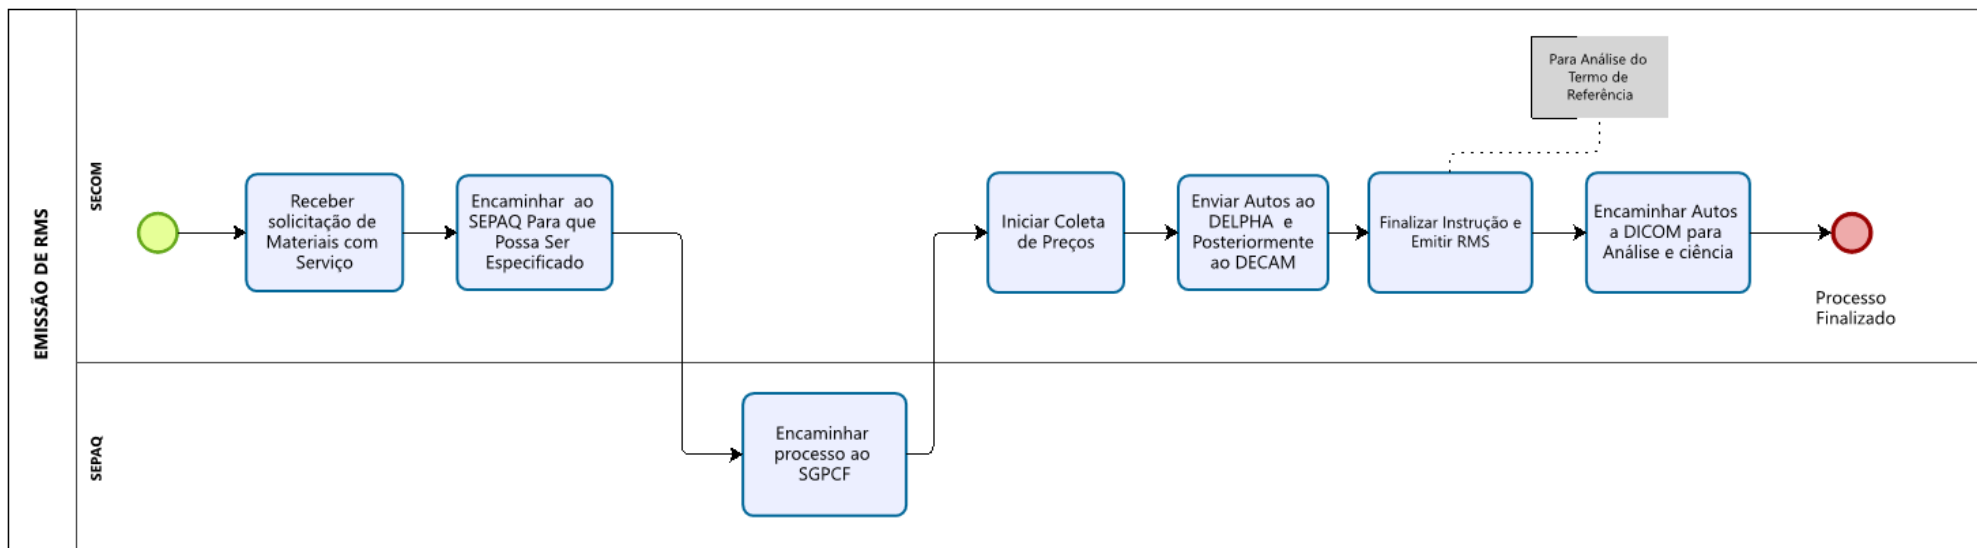 EMISSÃO DE RMS
SECOM
Receber
solicitação de
Materiais com
Serviço
Encaminhar ao
SEPAQ Para que
Possa Ser
Especificado
Iniciar Coleta
de Preços
Enviar Autos ao
DELPHA e
Posteriormente
ao DECAM
Finalizar Instrução e
Emitir RMS
Para Análise do
Termo de
Referência
Encaminhar Autos
a DICOM para
Análise e ciência
Processo
Finalizado
SEPAQ
Encaminhar
processo ao
SGPCF